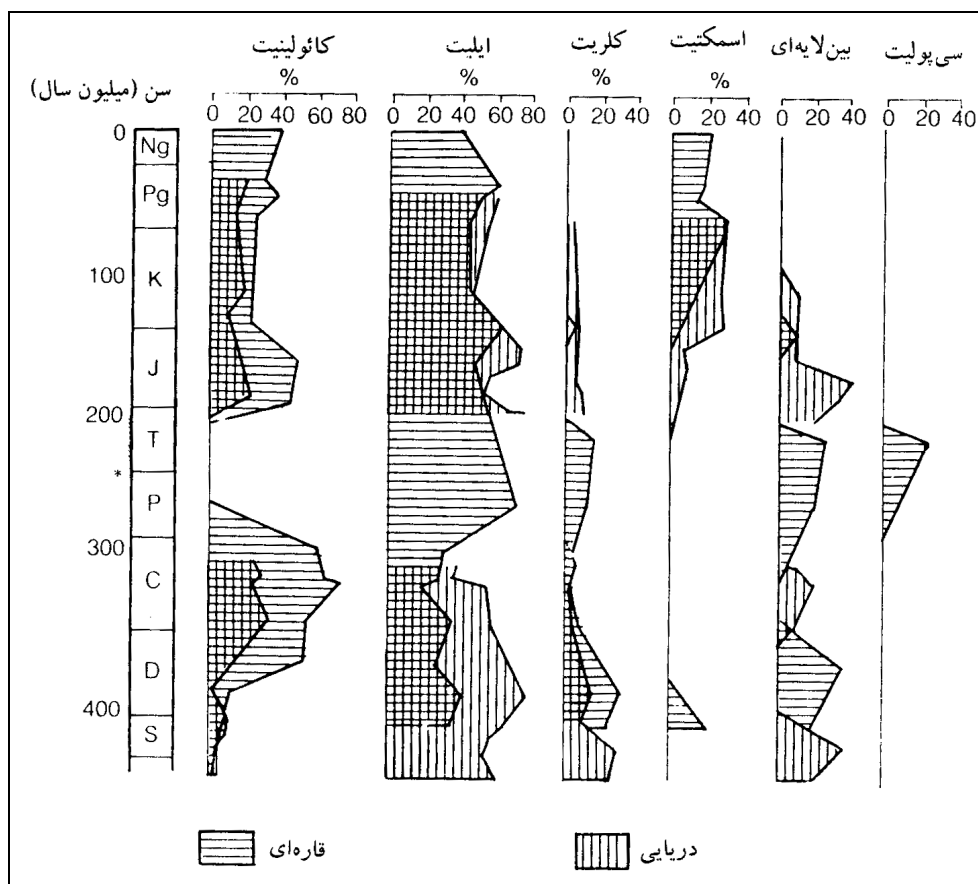 کائولینیت ایلیت کلریت اسمکتیت بین‌لایه‌ای سی‌پولیت
% % % %
سن (میلیون سال)
0 20 40 60 80 0 20 40 60 80 0 20 40 0 20 40 0 20 40 0 20 40
0
Ng
Pg
100
K
J
200
T
*
P
300
C
D
400
S
قاره‌ای دریایی